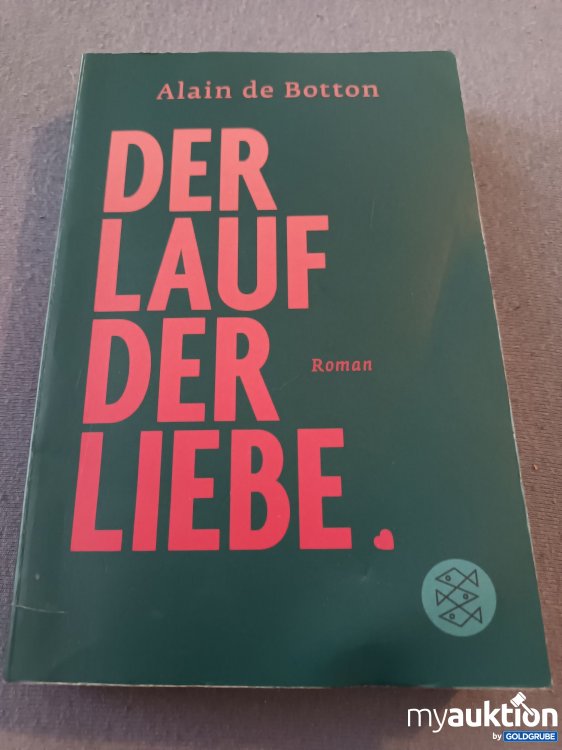 Alain de Botton
DER
LAUF
DER
Roman
LIEBE.
myauktion
by GOLDGRUBE